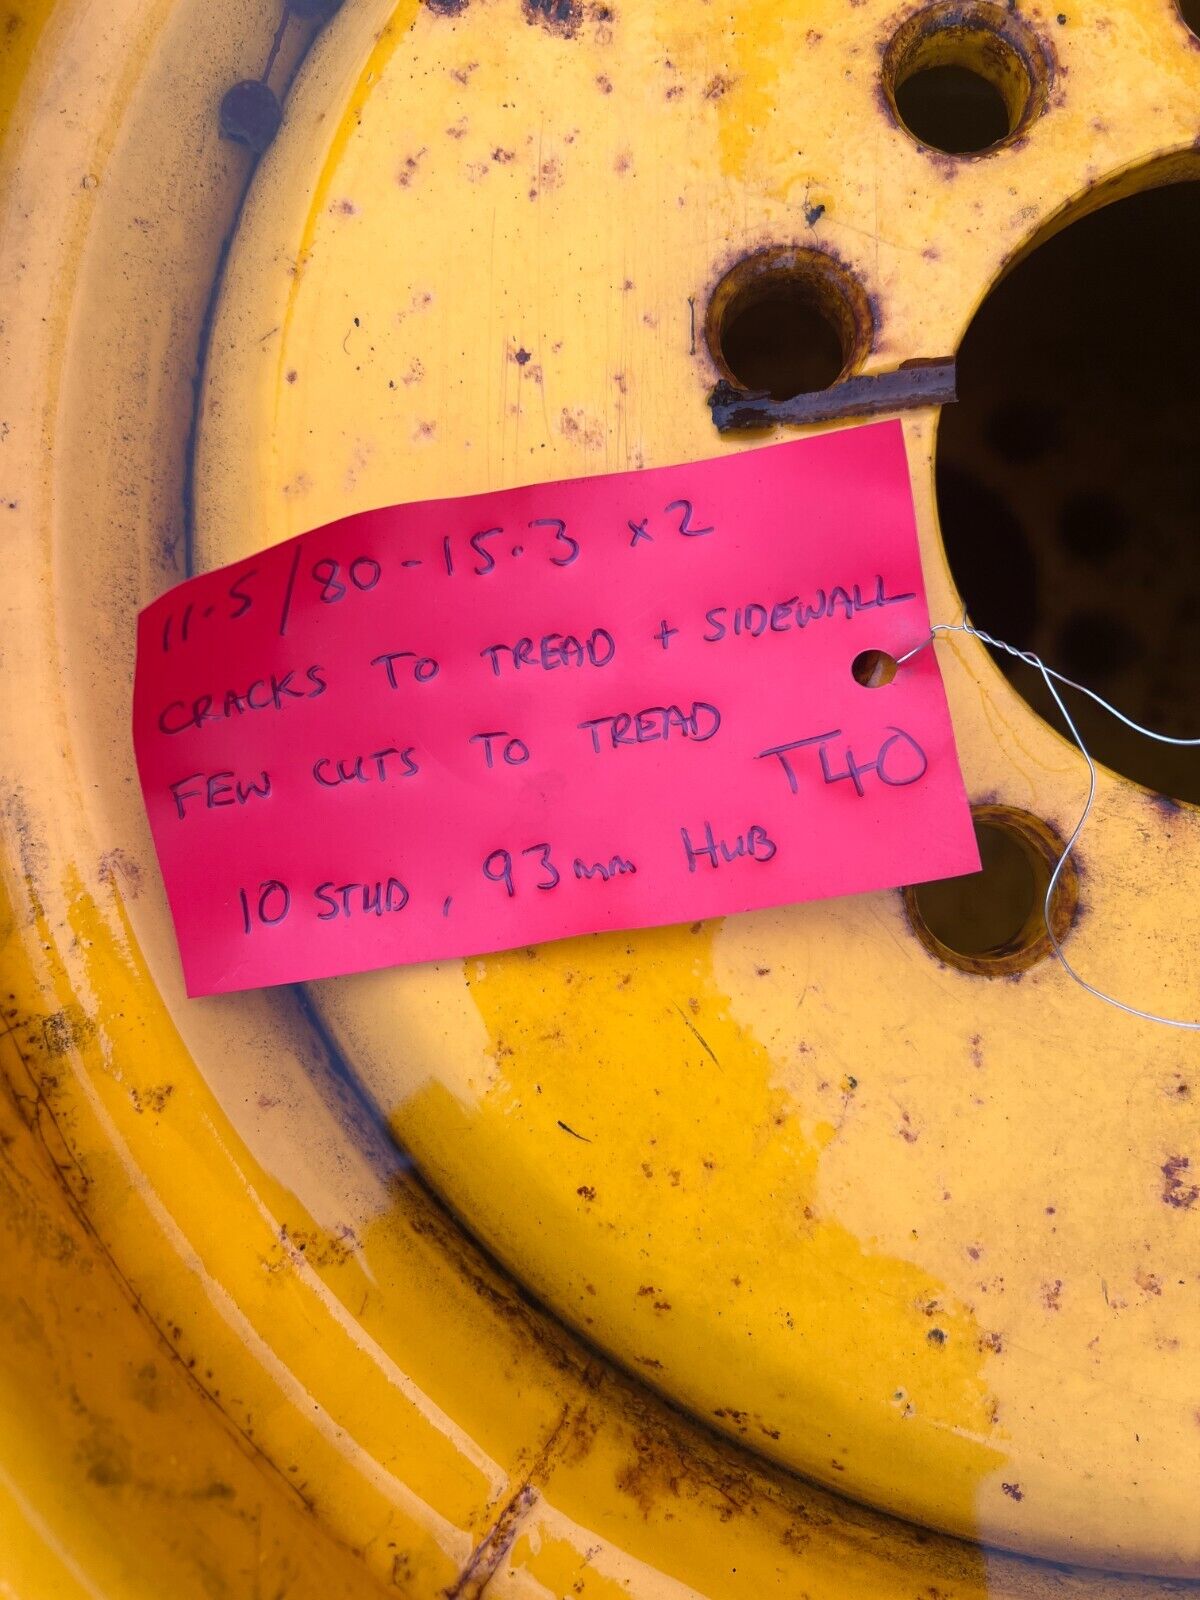 11.5/80-15.3 x2
CRACKS TO TREAD + SIDEWALL
FEW CUTS TO TREAD
T40
10 STUD, 93mm HUB